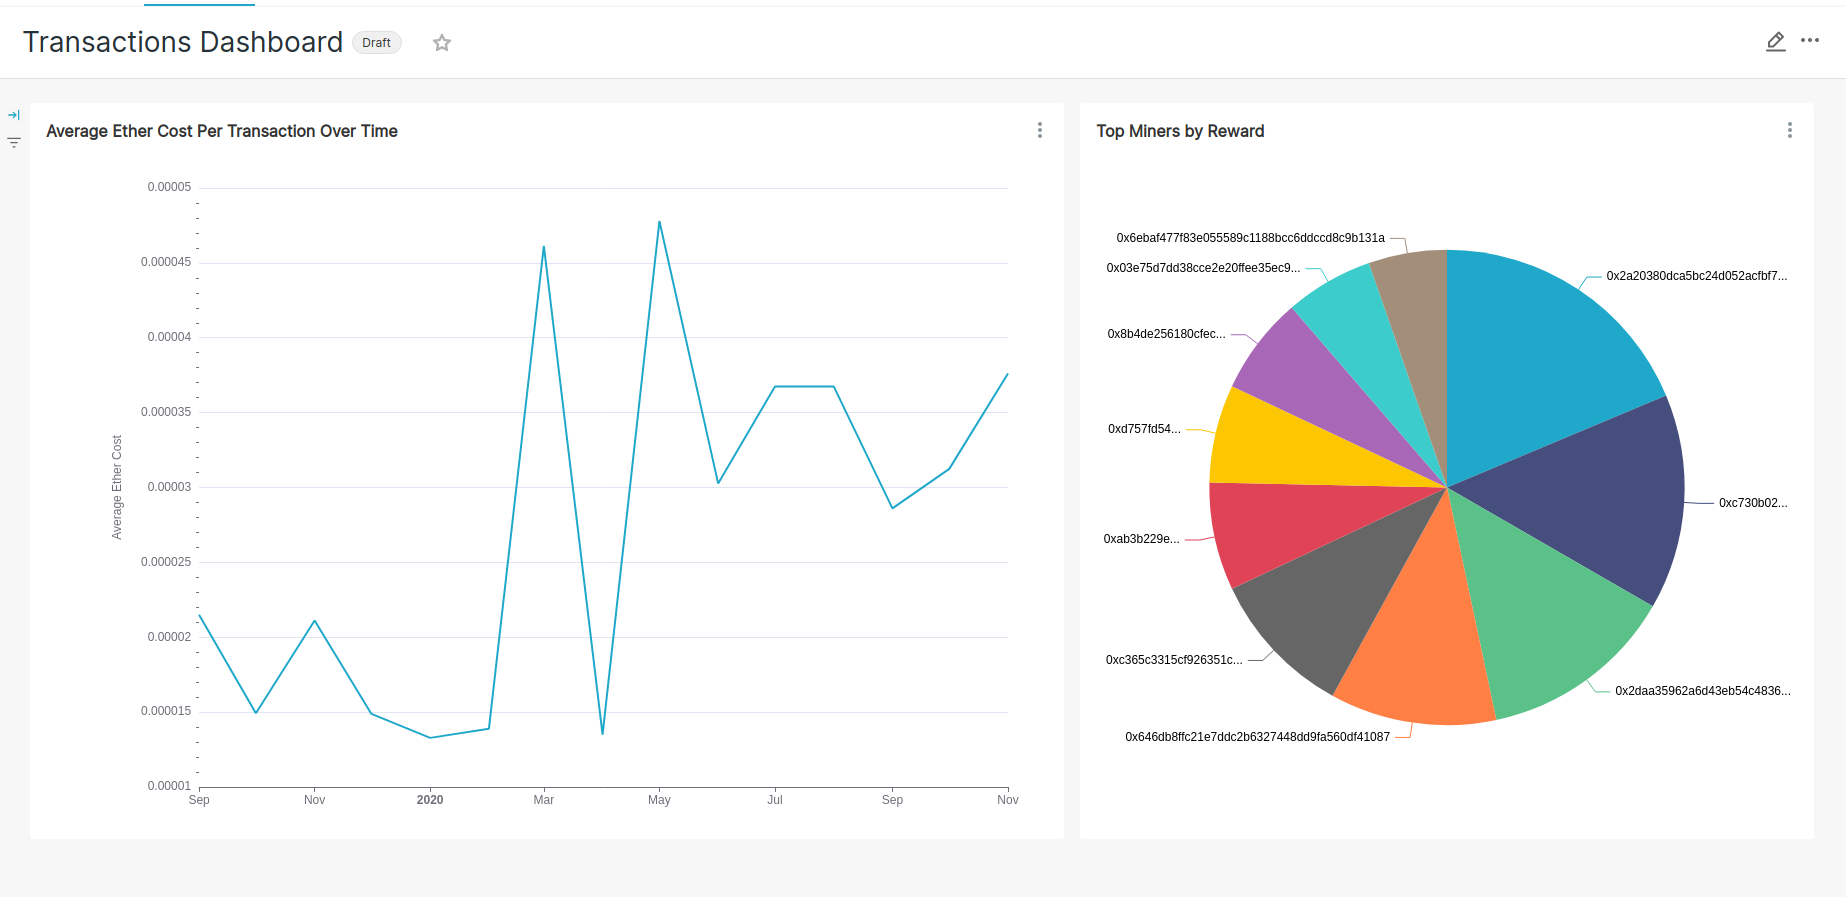 Transactions Dashboard Draft
Average Ether Cost Per Transaction Over Time
0.00005
0.000045
0.00004
0.000035
0.00003
0.000025
0.00002
0.000015
0.00001
Average Ether Cost
Sep Nov 2020 Mar May Jul Sep Nov
Top Miners by Reward
0x6ebaf477f83e055589c1188bcc6ddccd8c9b131a
0x03e75d7dd38cce2e20ffee35ec9...
0x2a20380dca5bc24d052acfbf7...
0x8b4de256180cfec...
0xd757fd54...
0xc730b02...
0xab3b229e...
0xc365c3315cf926351c...
0x2daa35962a6d43eb54c4836...
0x646db8ffc21e7ddc2b6327448dd9fa560df41087